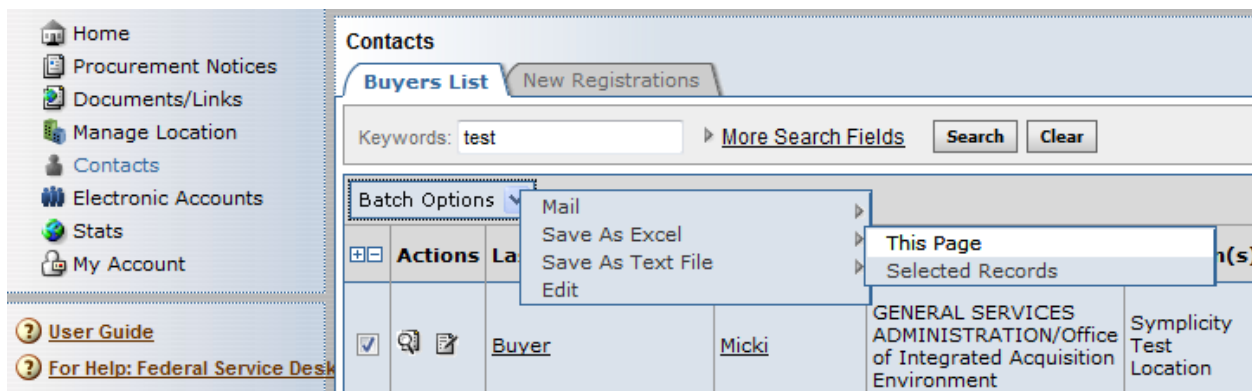 Home
Procurement Notices
Documents/Links
Manage Location
Contacts
Electronic Accounts
Stats
My Account
User Guide
For Help: Federal Service Desk
Contacts
Buyers List New Registrations
Keywords: test More Search Fields Search Clear
Batch Options
Mail
Save As Excel
Save As Text File
Edit
This Page
Selected Records
Actions
Buyer
Micki
GENERAL SERVICES
ADMINISTRATION/Office
of Integrated Acquisition
Environment
Symplicity
Test
Location